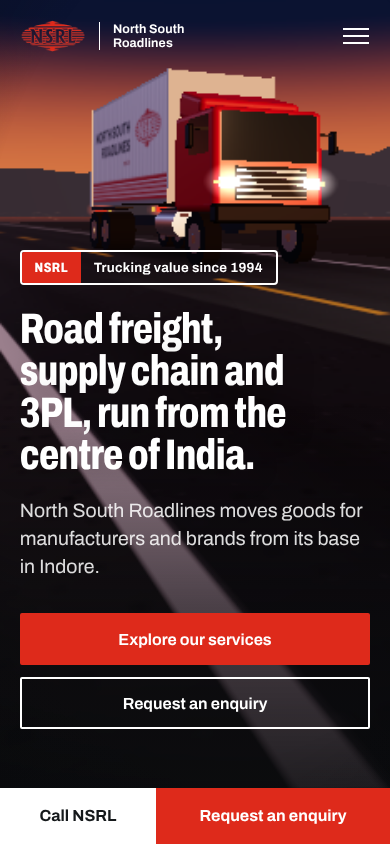 NSRL
North South
Roadlines
NORTH SOUTH
ROADLINES
NSRL
Trucking value since 1994
Road freight,
supply chain and
3PL, run from the
centre of India.
North South Roadlines moves goods for
manufacturers and brands from its base
in Indore.
Explore our services
Request an enquiry
Call NSRL
Request an enquiry